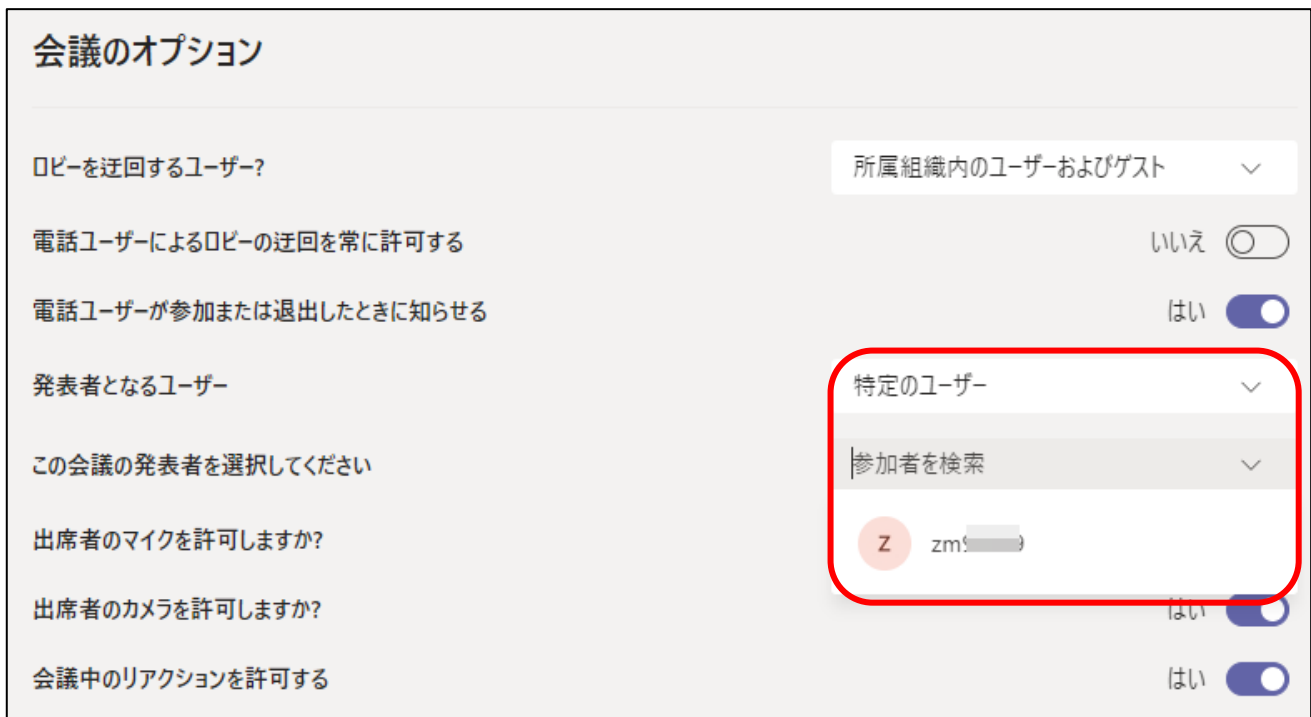 会議のオプション
ロビーを迂回するユーザー?
所属組織内のユーザーおよびゲスト
電話ユーザーによるロビーの迂回を常に許可する
いいえ
電話ユーザーが参加または退出したときに知らせる
はい
発表者となるユーザー
特定のユーザー
この会議の発表者を選択してください
参加者を検索
出席者のマイクを許可しますか?
Z
出席者のカメラを許可しますか?
はい
会議中のリアクションを許可する
はい